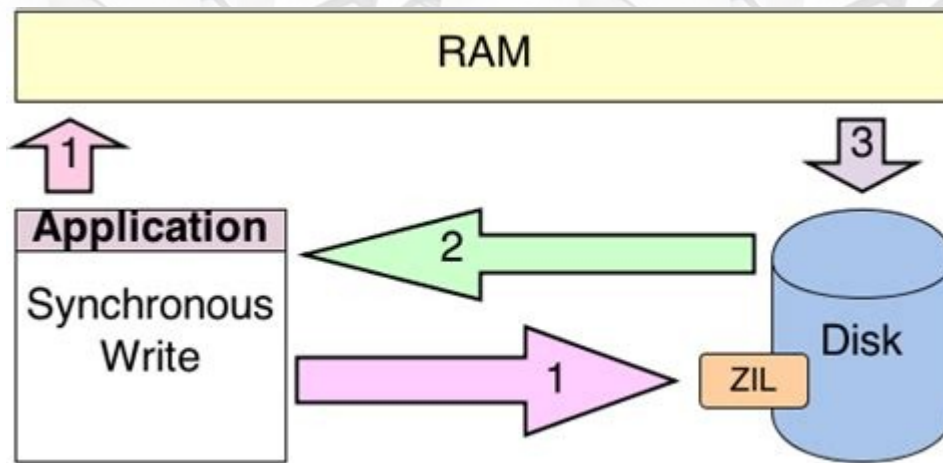 RAM
1
3
Application
2
Synchronous
Write
Disk
1
ZIL